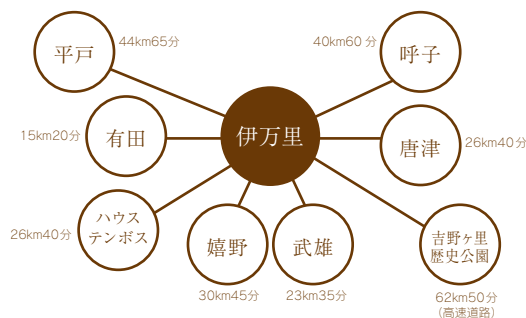 平戸
44km65分
40km60分
呼子
有田
15km20分
伊万里
唐津
26km40分
ハウス
テンボス
26km40分
嬉野
30km45分
武雄
23km35分
吉野ヶ里
歴史公園
62km50分
（高速道路）